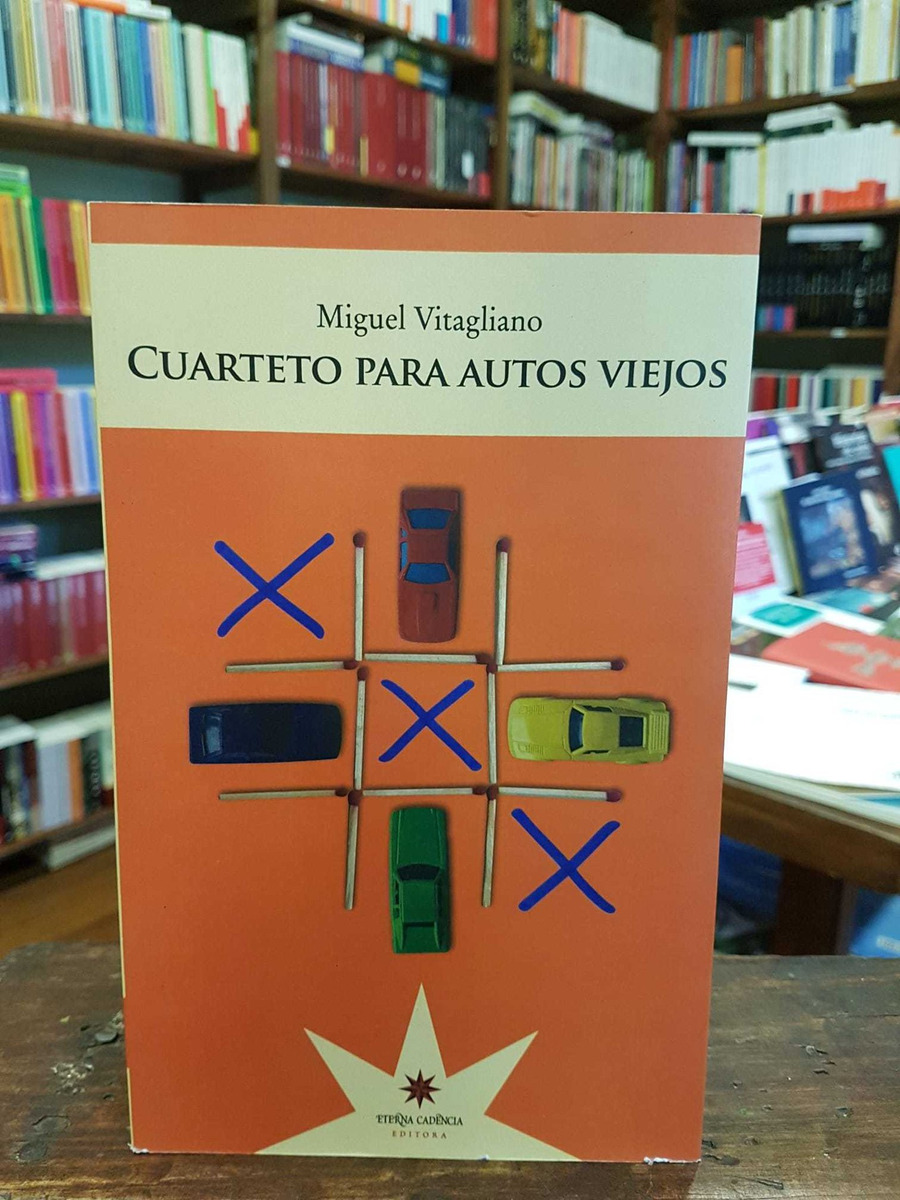 Miguel Vitagliano
CUARTETO PARA AUTOS VIEJOS
ETERNA CADENCIA
EDITORA